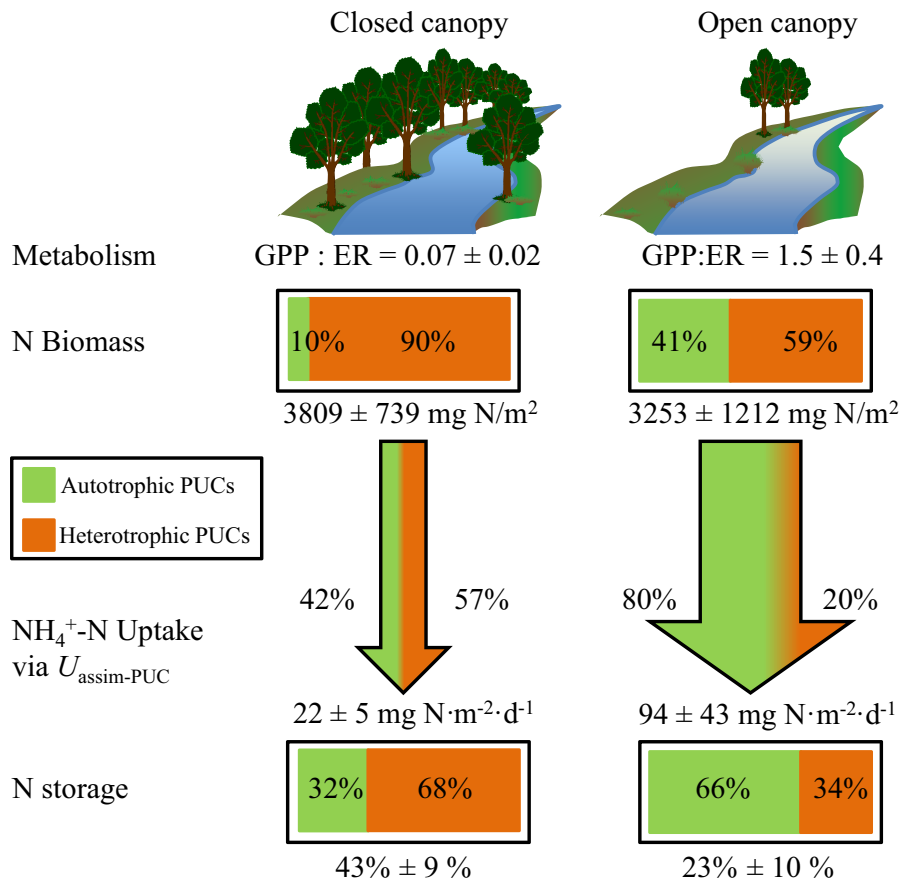 Closed canopy
Open canopy
Metabolism
GPP : ER = 0.07 ± 0.02
GPP:ER = 1.5 ± 0.4
N Biomass
10%
90%
41%
59%
3809 ± 739 mg N/m²
3253 ± 1212 mg N/m²
Autotrophic PUCs
Heterotrophic PUCs
42%
57%
80%
20%
NH₄⁺-N Uptake
via U assim-PUC
22 ± 5 mg N·m⁻²·d⁻¹
94 ± 43 mg N·m⁻²·d⁻¹
N storage
32%
68%
66%
34%
43% ± 9 %
23% ± 10 %